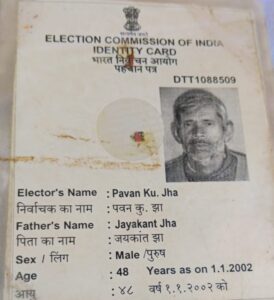 ELECTION COMMISSION OF INDIA
IDENTITY CARD
भारत निर्वाचन आयोग
पहचान पत्र
DTT1088509
Elector's Name : Pavan Ku. Jha
निर्वाचक का नाम : पवन कु. झा
Father's Name : Jayakant Jha
पिता का नाम : जयकांत झा
Sex / लिंग : Male /पुरुष
Age : 48 Years as on 1.1.2002
आयु : ४८ वर्ष १.१.२००२ को